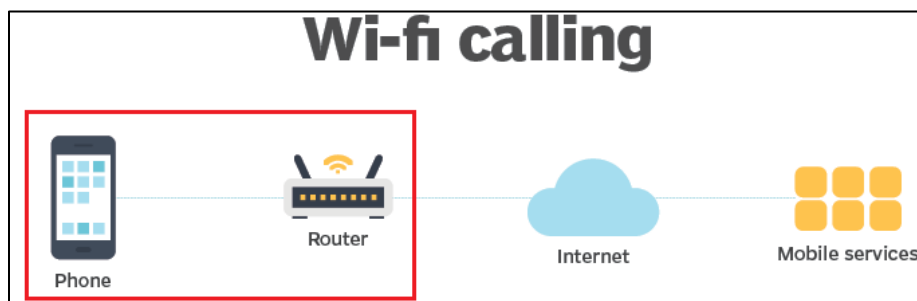 Wi-fi calling
Phone
Router
Internet
Mobile services